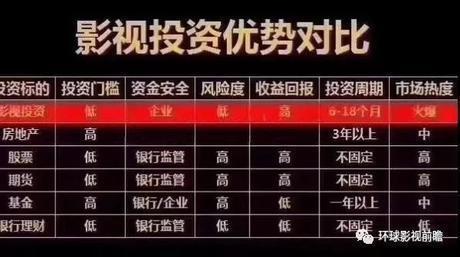 影视投资优势对比
投资标的 投资门槛 资金安全 风险度 收益回报 投资周期 市场热度
影视投资 低 企业 低 高 6-18个月 火爆
房地产 高 3年以上 中
股票 低 银行监管 高 高 不固定 高
期货 低 银行监管 高 高 不固定 高
基金 高 银行/企业 高 低 一年以上 中
银行理财 低 银行监管 低 低 不固定 低
环球影视前瞻